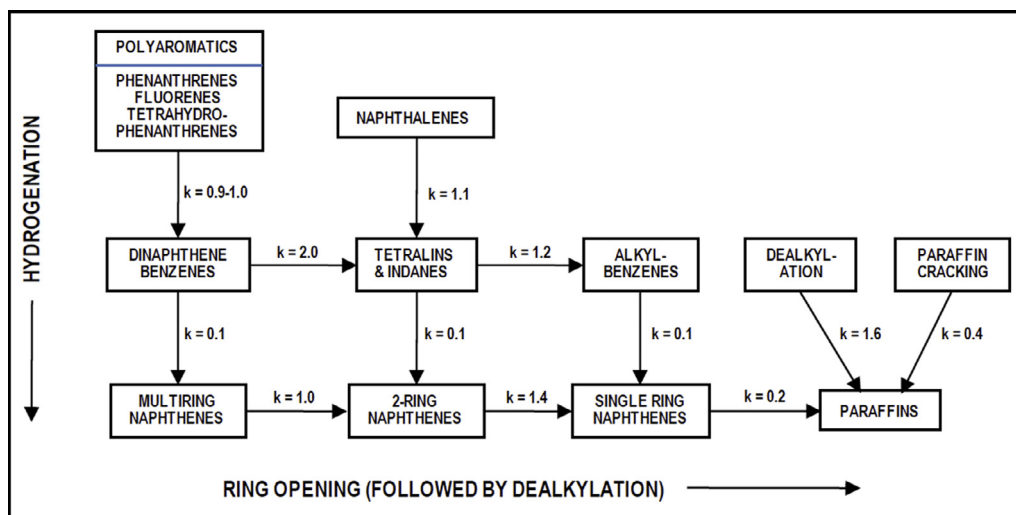 POLYAROMATICS
PHENANTHRENES
FLUORENES
TETRAHYDRO-
PHENANTHRENES
NAPHTHALENES
HYDROGENATION
k = 0.9-1.0
k = 1.1
DINAPHTHENE
BENZENES
k = 2.0
TETRALINS
& INDANES
k = 1.2
ALKYL-
BENZENES
DEALKYL-
ATION
PARAFFIN
CRACKING
k = 0.1
k = 0.1
k = 0.1
k = 1.6
k = 0.4
MULTIRING
NAPHTHENES
k = 1.0
2-RING
NAPHTHENES
k = 1.4
SINGLE RING
NAPHTHENES
k = 0.2
PARAFFINS
RING OPENING (FOLLOWED BY DEALKYLATION)